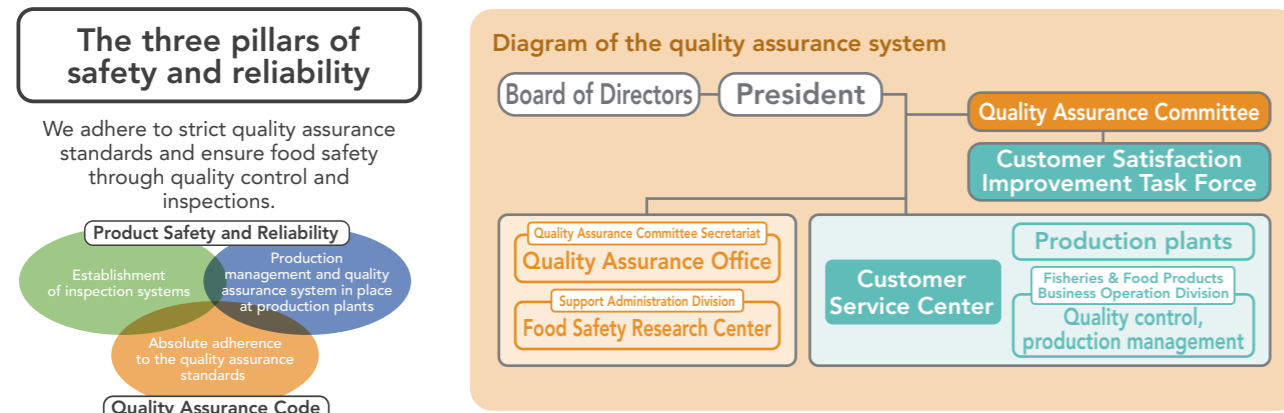 The three pillars of
safety and reliability
We adhere to strict quality assurance
standards and ensure food safety
through quality control and
inspections.
Product Safety and Reliability
Establishment
of inspection systems
Production
management and quality
assurance system in place
at production plants
Absolute adherence
to the quality assurance
standards
Quality Assurance Code
Diagram of the quality assurance system
Board of Directors
President
Quality Assurance Committee
Customer Satisfaction
Improvement Task Force
Quality Assurance Committee Secretariat
Quality Assurance Office
Support Administration Division
Food Safety Research Center
Customer
Service Center
Production plants
Fisheries & Food Products
Business Operation Division
Quality control,
production management